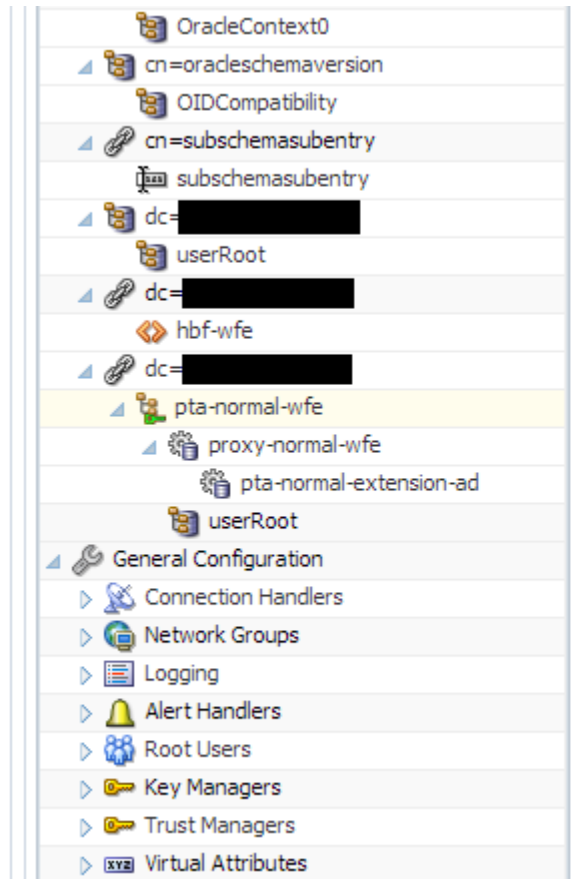 OracleContext0
cn=oracleschemaversion
OIDCompatibility
cn=subschemasubentry
subschemasubentry
dc=
userRoot
dc=
hbf-wfe
dc=
pta-normal-wfe
proxy-normal-wfe
pta-normal-extension-ad
userRoot
General Configuration
Connection Handlers
Network Groups
Logging
Alert Handlers
Root Users
Key Managers
Trust Managers
XYZ Virtual Attributes